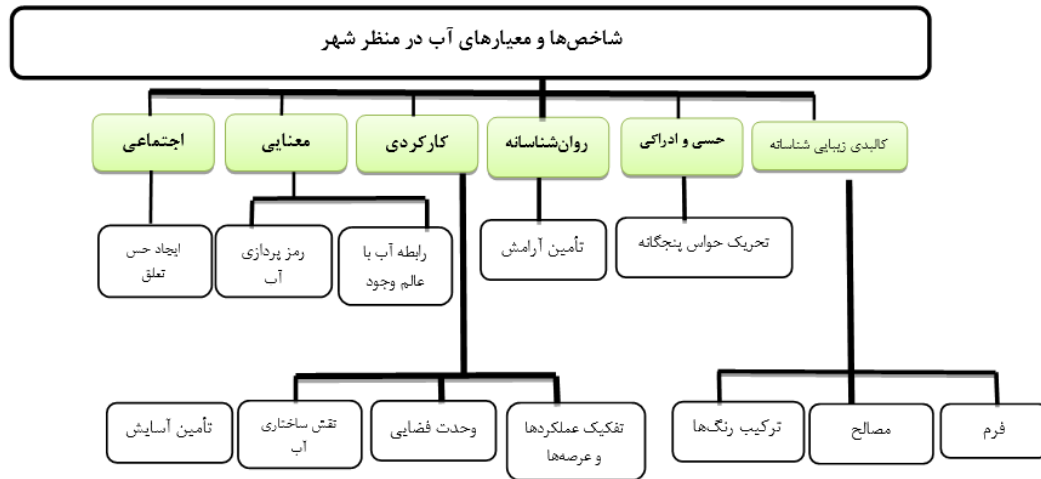 شاخص‌ها و معیارهای آب در منظر شهر
کالبدی زیبایی شناسانه
حسی و ادراکی
روان‌شناسانه
کارکردی
معنایی
اجتماعی
تحریک حواس پنجگانه
تأمین آرامش
رابطه آب با
عالم وجود
رمز پردازی
آب
ایجاد حس
تعلق
فرم
مصالح
ترکیب رنگ‌ها
تفکیک عملکردها
و عرصه‌ها
وحدت فضایی
نقش ساختاری
آب
تأمین آسایش